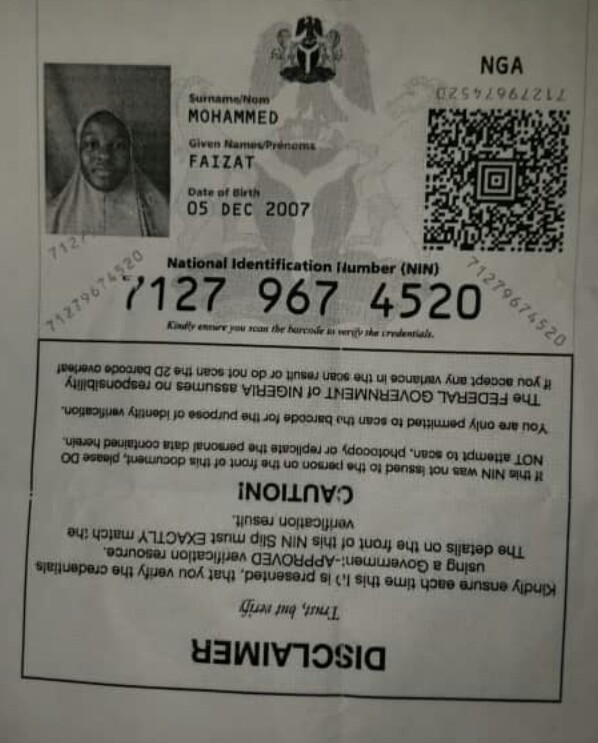 NGA
71279674520
Surname/Nom
MOHAMMED
Given Names/Prénoms
FAIZAT
Date of Birth
05 DEC 2007
National Identification Number (NIN)
7127 967 4520
71279674520
71279674520
Kindly ensure you scan the barcode to verify the credentials.
DISCLAIMER
Trust, but verify
Kindly ensure each time this ID is presented, that you verify the credentials
using a Government-APPROVED verification resource.
The details on the front of this NIN Slip must EXACTLY match the
verification result.
CAUTION!
If this NIN was not issued to the person on the front of this document, please DO
NOT attempt to scan, photocopy or replicate the personal data contained herein.
You are only permitted to scan the barcode for the purpose of identity verification.
The FEDERAL GOVERNMENT of NIGERIA assumes no responsibility
if you accept any variance in the scan result or do not scan the 2D barcode overleaf